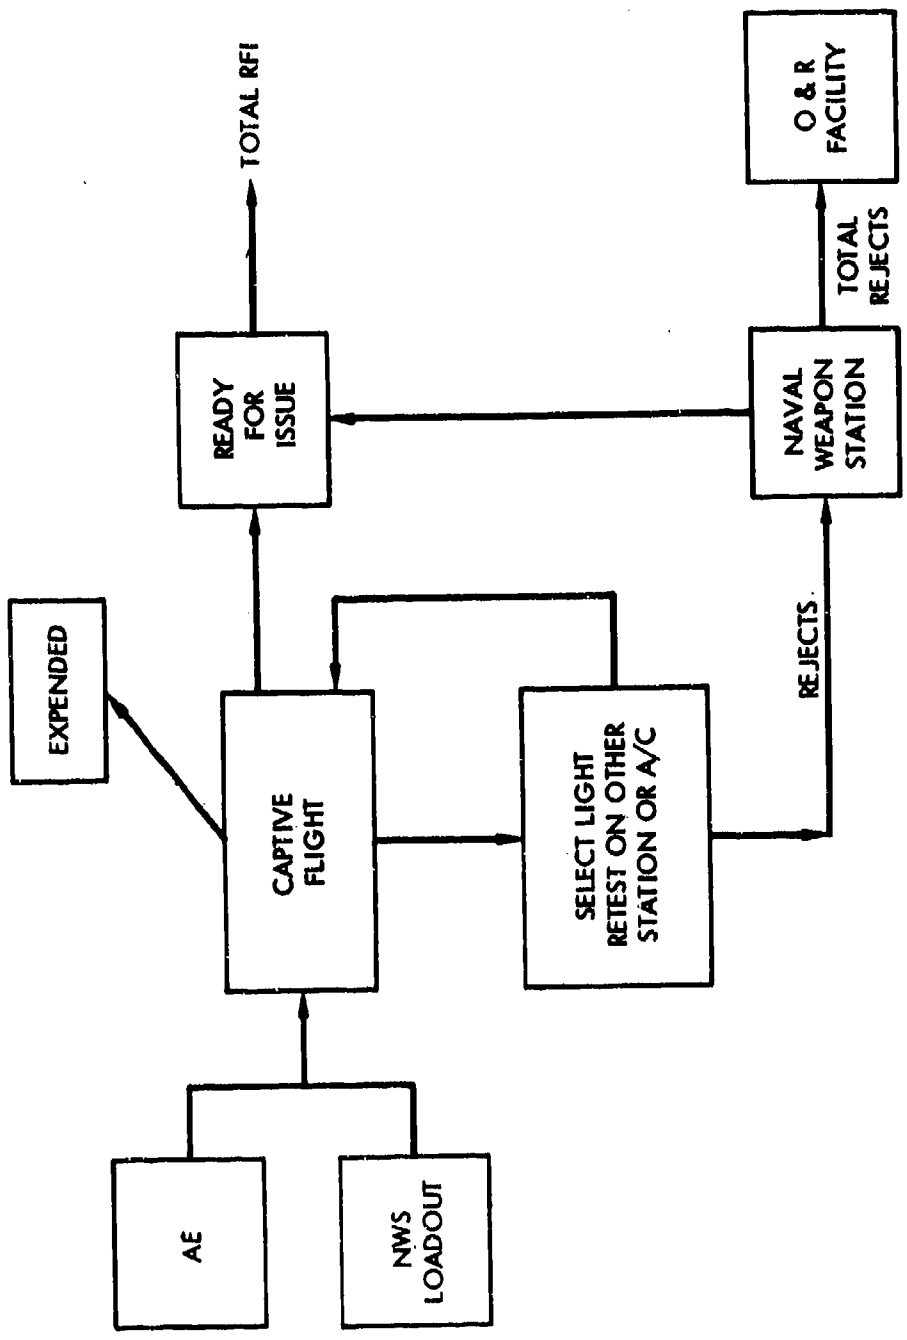 AE
NWS
LOADOUT
CAPTIVE
FLIGHT
EXPENDED
SELECT LIGHT
RETEST ON OTHER
STATION OR A/C
REJECTS
READY
FOR
ISSUE
TOTAL RFI
NAVAL
WEAPON
STATION
TOTAL
REJECTS
O & R
FACILITY